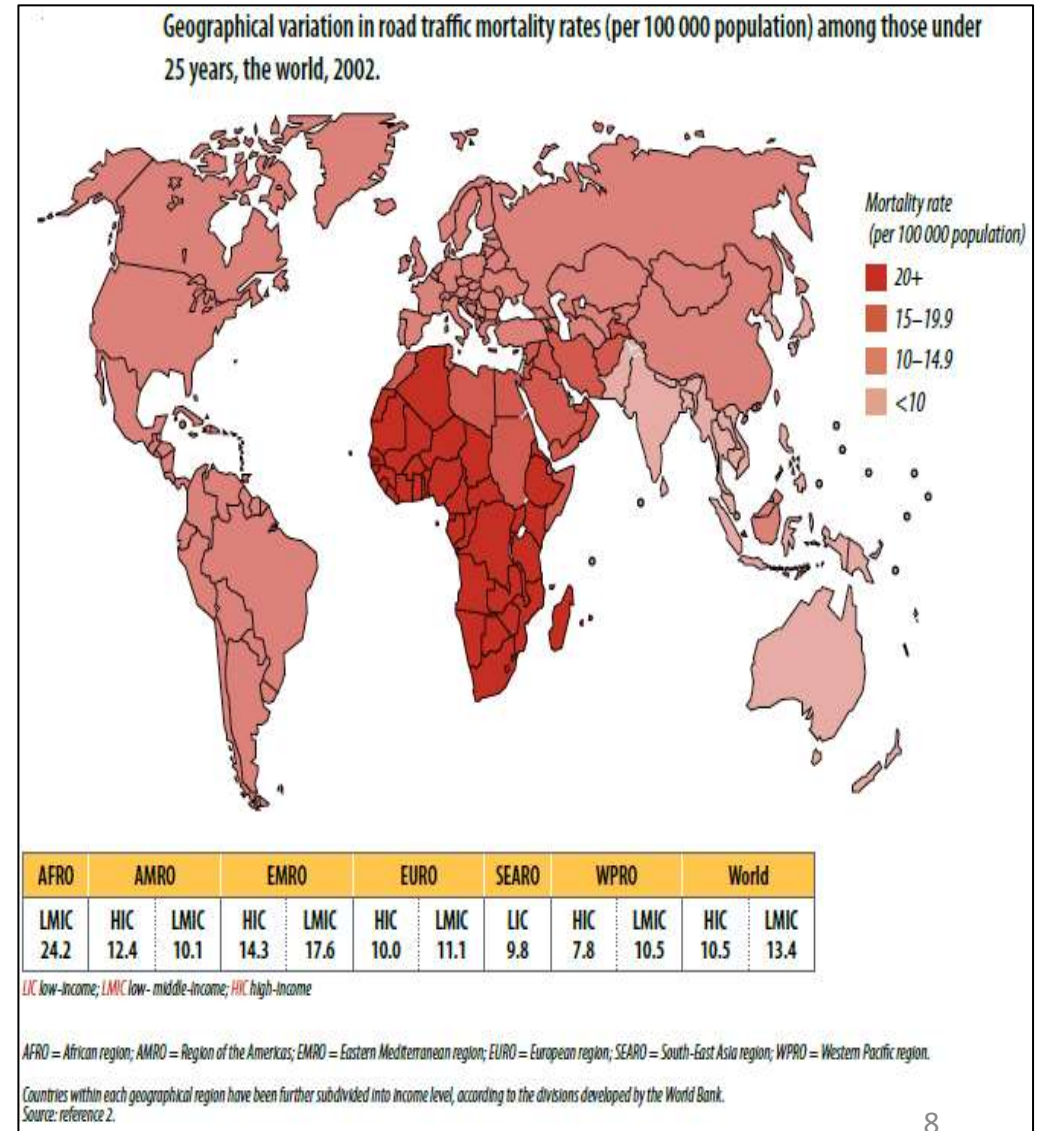 Geographical variation in road traffic mortality rates (per 100 000 population) among those under
25 years, the world, 2002.
Mortality rate
(per 100 000 population)
20+
15–19.9
10–14.9
<10
AFRO AMRO EMRO EURO SEARO WPRO World
LMIC HIC LMIC HIC LMIC HIC LMIC LIC HIC LMIC HIC LMIC
24.2 12.4 10.1 14.3 17.6 10.0 11.1 9.8 7.8 10.5 10.5 13.4
LIC low-income; LMIC low- middle-income; HIC high-income
AFRO = African region; AMRO = Region of the Americas; EMRO = Eastern Mediterranean region; EURO = European region; SEARO = South-East Asia region; WPRO = Western Pacific region.
Countries within each geographical region have been further subdivided into income level, according to the divisions developed by the World Bank.
Source: reference 2.
8